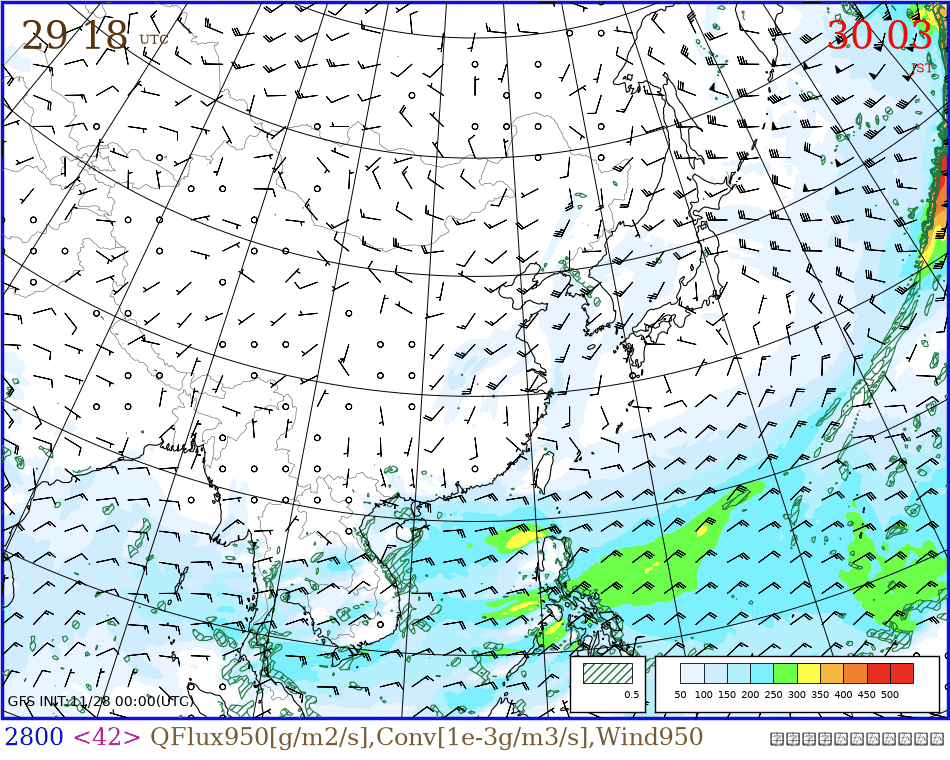 29 18 UTC
30 03
JST
0.5
50 100 150 200 250 300 350 400 450 500
GFS INIT:11/28 00:00(UTC)
2800 <42> QFlux950[g/m2/s],Conv[1e-3g/m3/s],Wind950